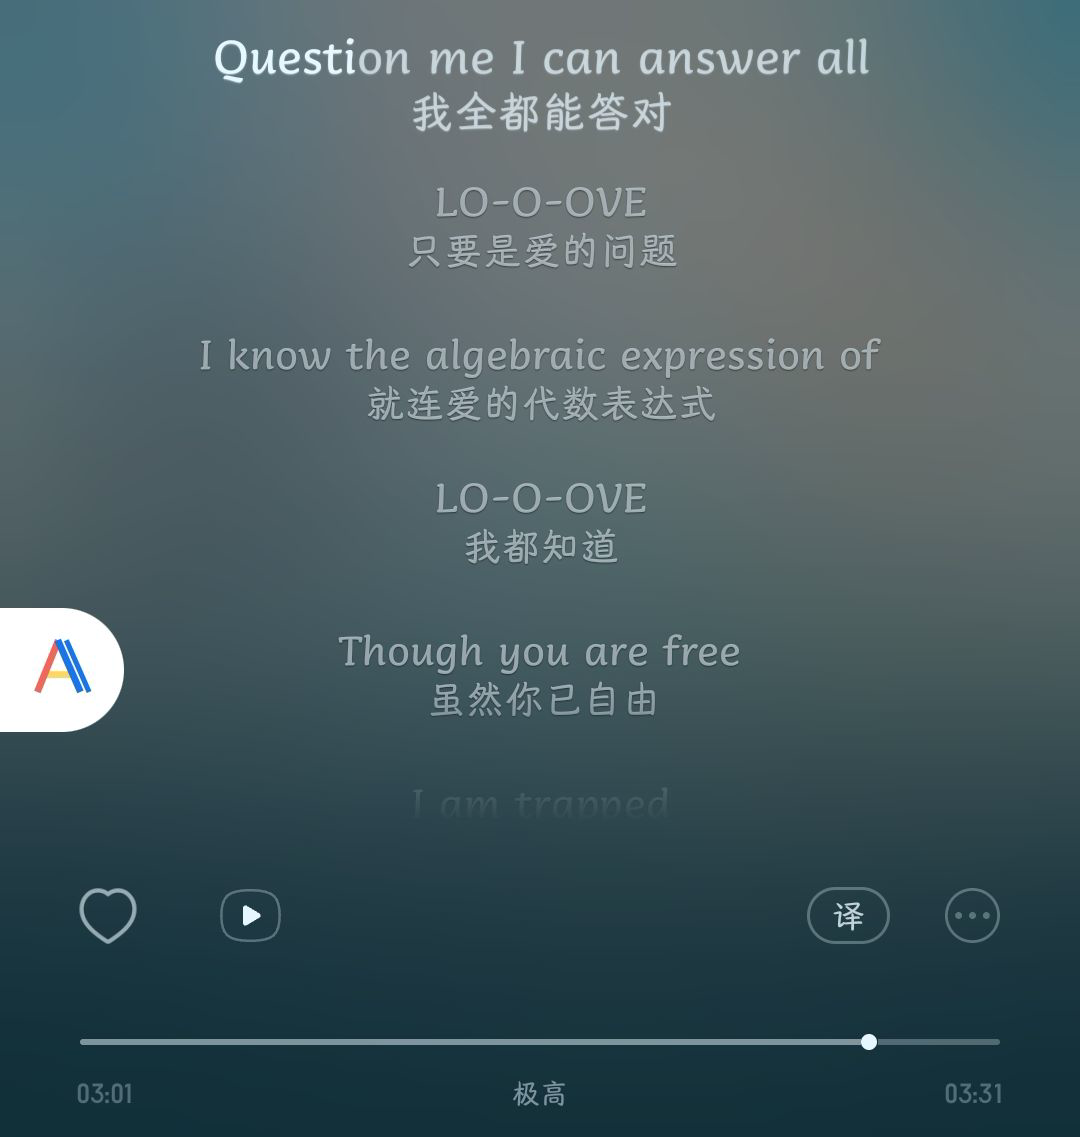 Question me I can answer all
我全都能答对
LO-O-OVE
只要是爱的问题
I know the algebraic expression of
就连爱的代数表达式
LO-O-OVE
我都知道
Though you are free
虽然你已自由
I am trapped
译
03:01
极高
03:31